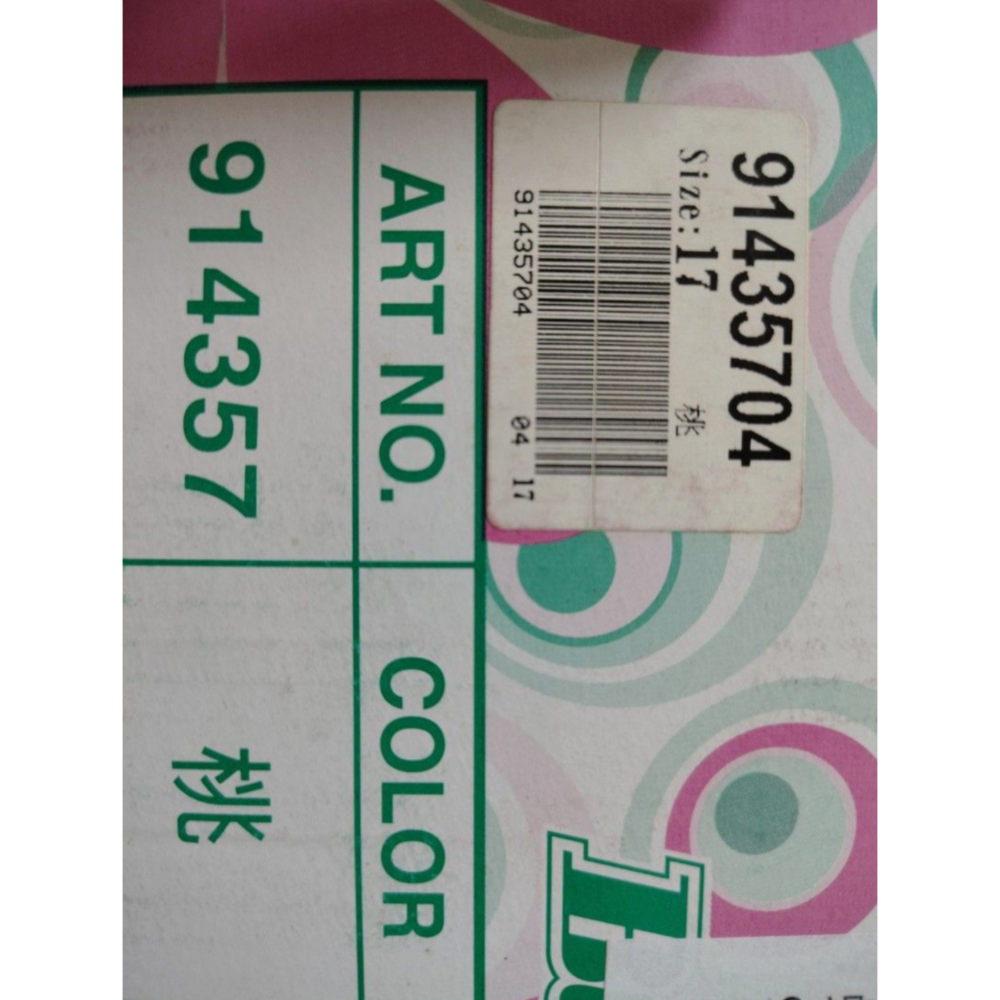 91435704
Size: 17 桃
91435704 04 17
ART NO. COLOR
914357 桃